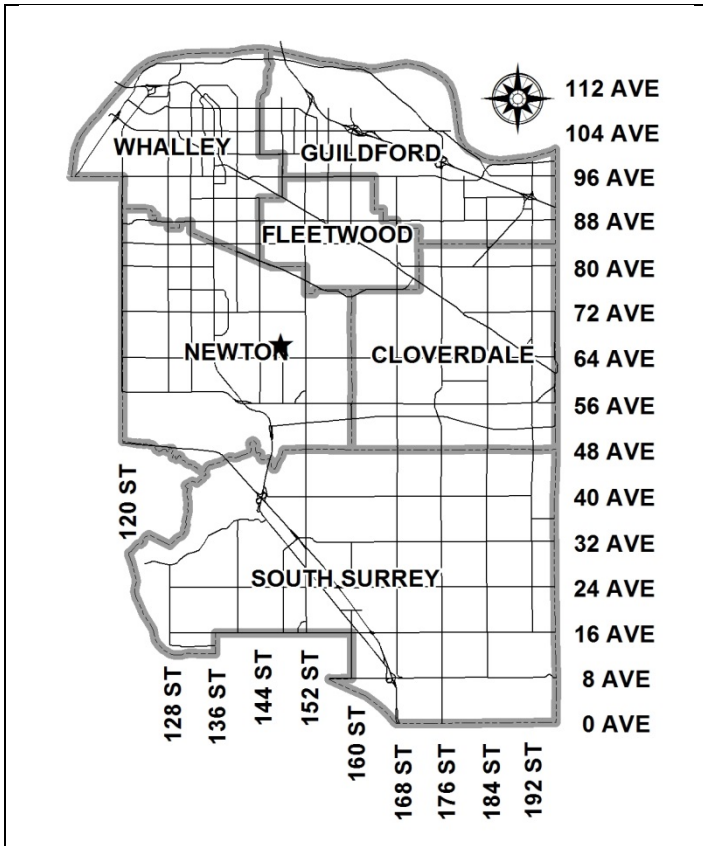 112 AVE
104 AVE
WHALLEY
GUILDFORD
96 AVE
88 AVE
FLEETWOOD
80 AVE
72 AVE
NEWTON
CLOVERDALE
64 AVE
56 AVE
48 AVE
120 ST
40 AVE
32 AVE
SOUTH SURREY
24 AVE
16 AVE
8 AVE
0 AVE
128 ST
136 ST
144 ST
152 ST
160 ST
168 ST
176 ST
184 ST
192 ST